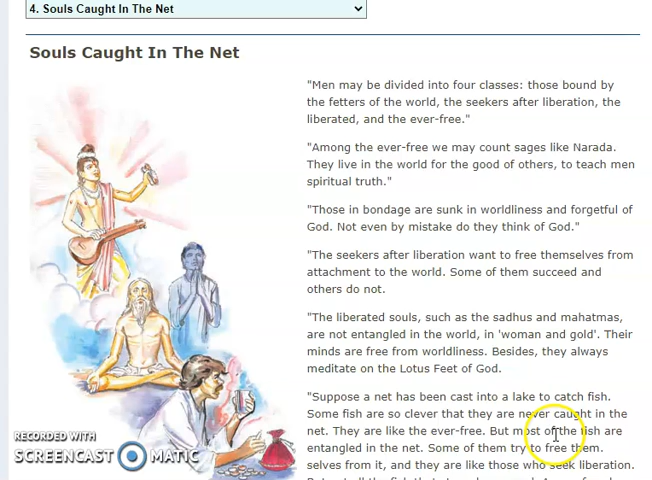 4. Souls Caught In The Net
Souls Caught In The Net
"Men may be divided into four classes: those bound by
the fetters of the world, the seekers after liberation, the
liberated, and the ever-free."
"Among the ever-free we may count sages like Narada.
They live in the world for the good of others, to teach men
spiritual truth."
"Those in bondage are sunk in worldliness and forgetful of
God. Not even by mistake do they think of God."
"The seekers after liberation want to free themselves from
attachment to the world. Some of them succeed and
others do not.
"The liberated souls, such as the sadhus and mahatmas,
are not entangled in the world, in 'woman and gold'. Their
minds are free from worldliness. Besides, they always
meditate on the Lotus Feet of God.
"Suppose a net has been cast into a lake to catch fish.
Some fish are so clever that they are never caught in the
net. They are like the ever-free. But most of the fish are
entangled in the net. Some of them try to free them.
selves from it, and they are like those who seek liberation.
RECORDED WITH
SCREENCAST MATIC